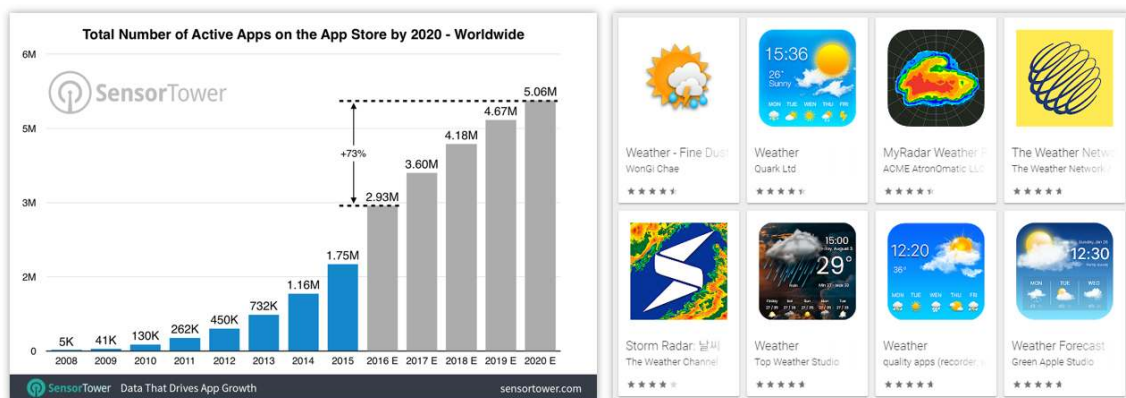 Total Number of Active Apps on the App Store by 2020 - Worldwide
6M
5M
3M
2M
0
SensorTower
+73%
5K
41K
130K
262K
450K
732K
1.16M
1.75M
2.93M
3.60M
4.18M
4.67M
5.06M
2008
2009
2010
2011
2012
2013
2014
2015
2016 E
2017 E
2018 E
2019 E
2020 E
SensorTower Data That Drives App Growth
sensortower.com
15:36
26°
Sunny
MON TUE WED THU FRI
Weather - Fine Dus
WonGi Chae
Weather
Quark Ltd
MyRadar Weather
ACME AtronOmatic LLC
The Weather Netw
The Weather Network
15:00
29°
12:20
36°
MON TUE WED THU FRI
12:30
MON TUE WED
Storm Radar: 날씨
The Weather Channel
Weather
Top Weather Studio
Weather
quality apps (recorder,
Weather Forecast
Green Apple Studio